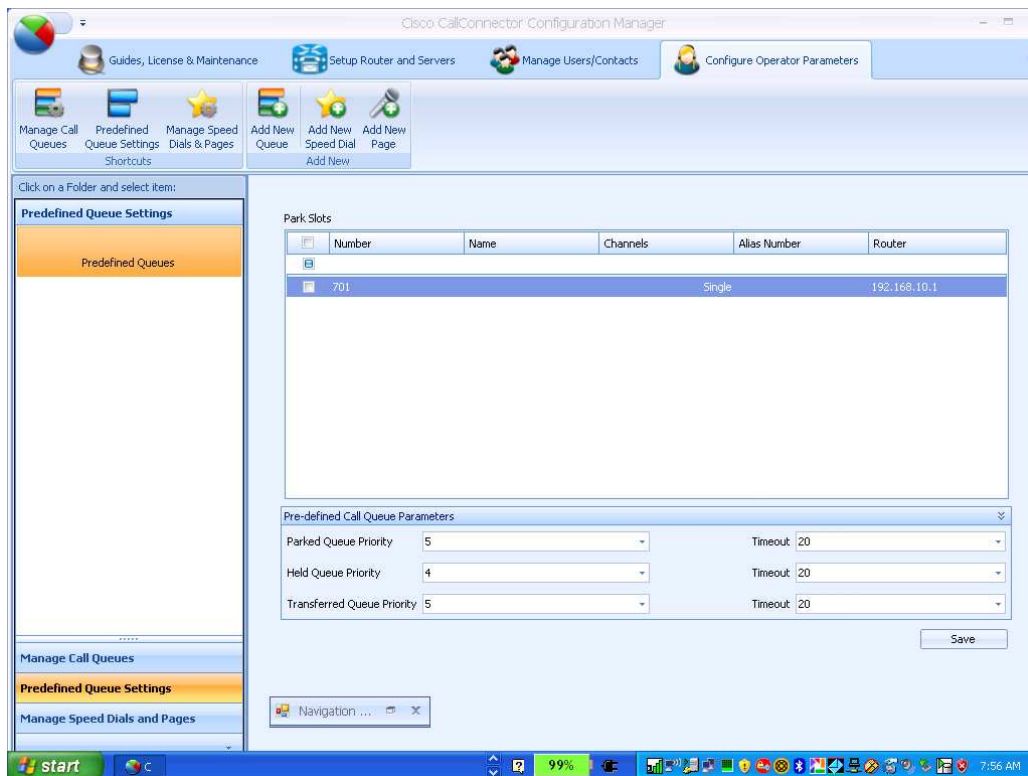 Cisco CallConnector Configuration Manager
Guides, License & Maintenance
Setup Router and Servers
Manage Users/Contacts
Configure Operator Parameters
Manage Call Queues
Predefined Queue Settings
Manage Speed Dials & Pages
Add New Queue
Add New Speed Dial
Add New Page
Shortcuts
Add New
Click on a Folder and select item:
Predefined Queue Settings
Predefined Queues
Park Slots
Number Name Channels Alias Number Router
701 Single 192.168.10.1
Pre-defined Call Queue Parameters
Parked Queue Priority 5 Timeout 20
Held Queue Priority 4 Timeout 20
Transferred Queue Priority 5 Timeout 20
Save
Manage Call Queues
Predefined Queue Settings
Manage Speed Dials and Pages
Navigation ...
start C 99% 7:56 AM